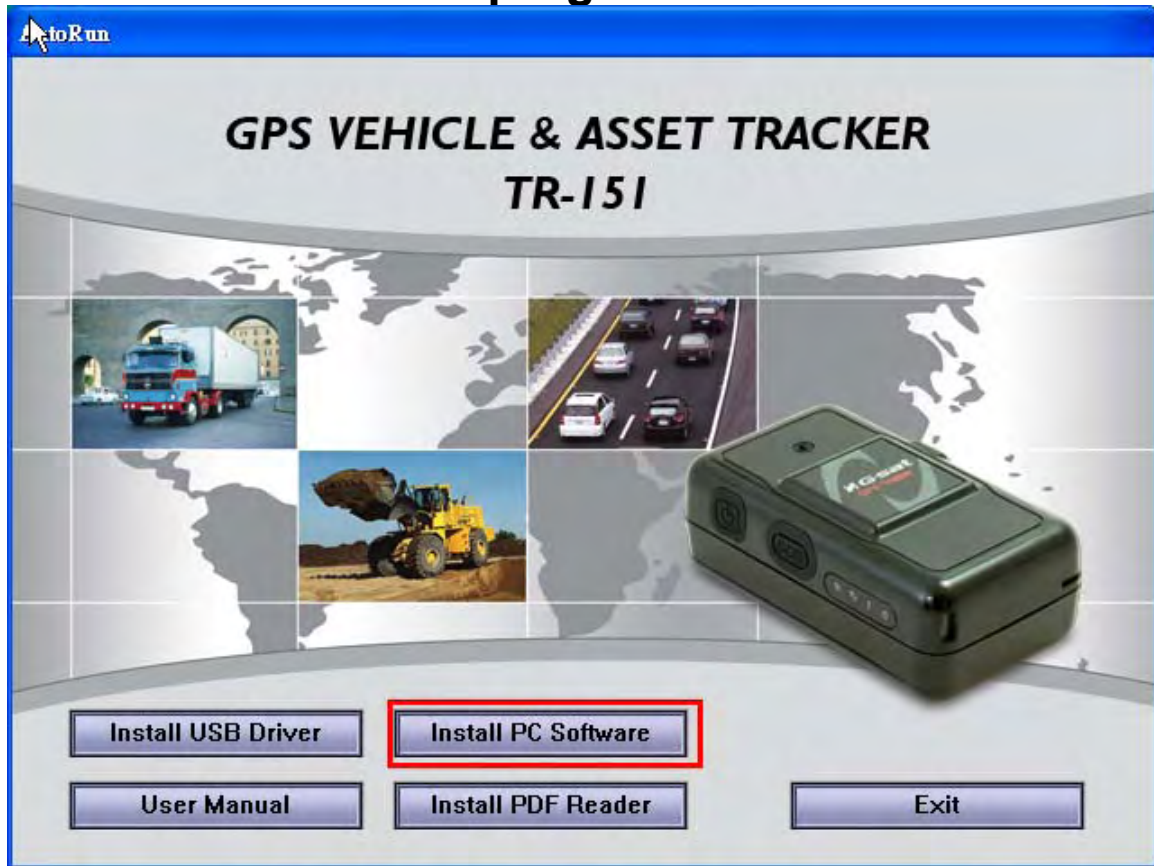 AutoRun
GPS VEHICLE & ASSET TRACKER
TR-151
Install USB Driver
Install PC Software
User Manual
Install PDF Reader
Exit